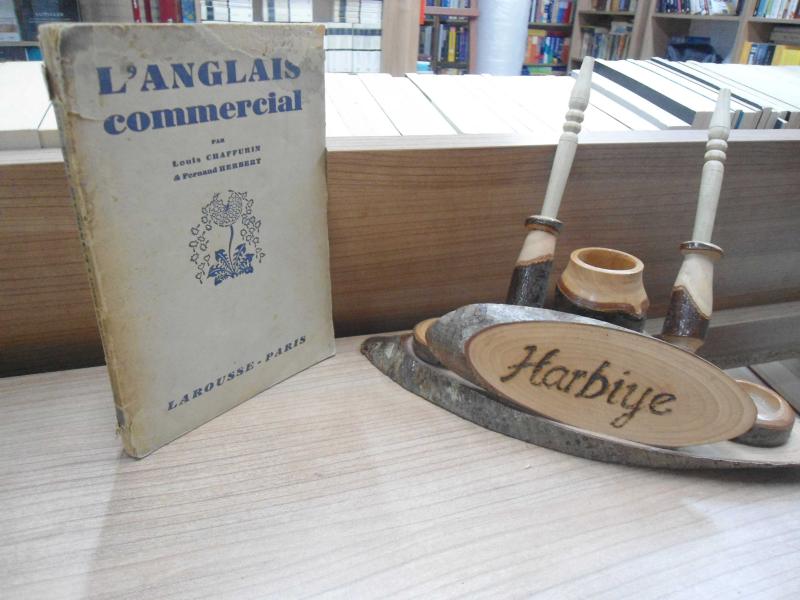 L'ANGLAIS
commercial
PAR
Louis CHAFFURIN
& Fernand HERBERT
LAROUSSE - PARIS
Harbiye